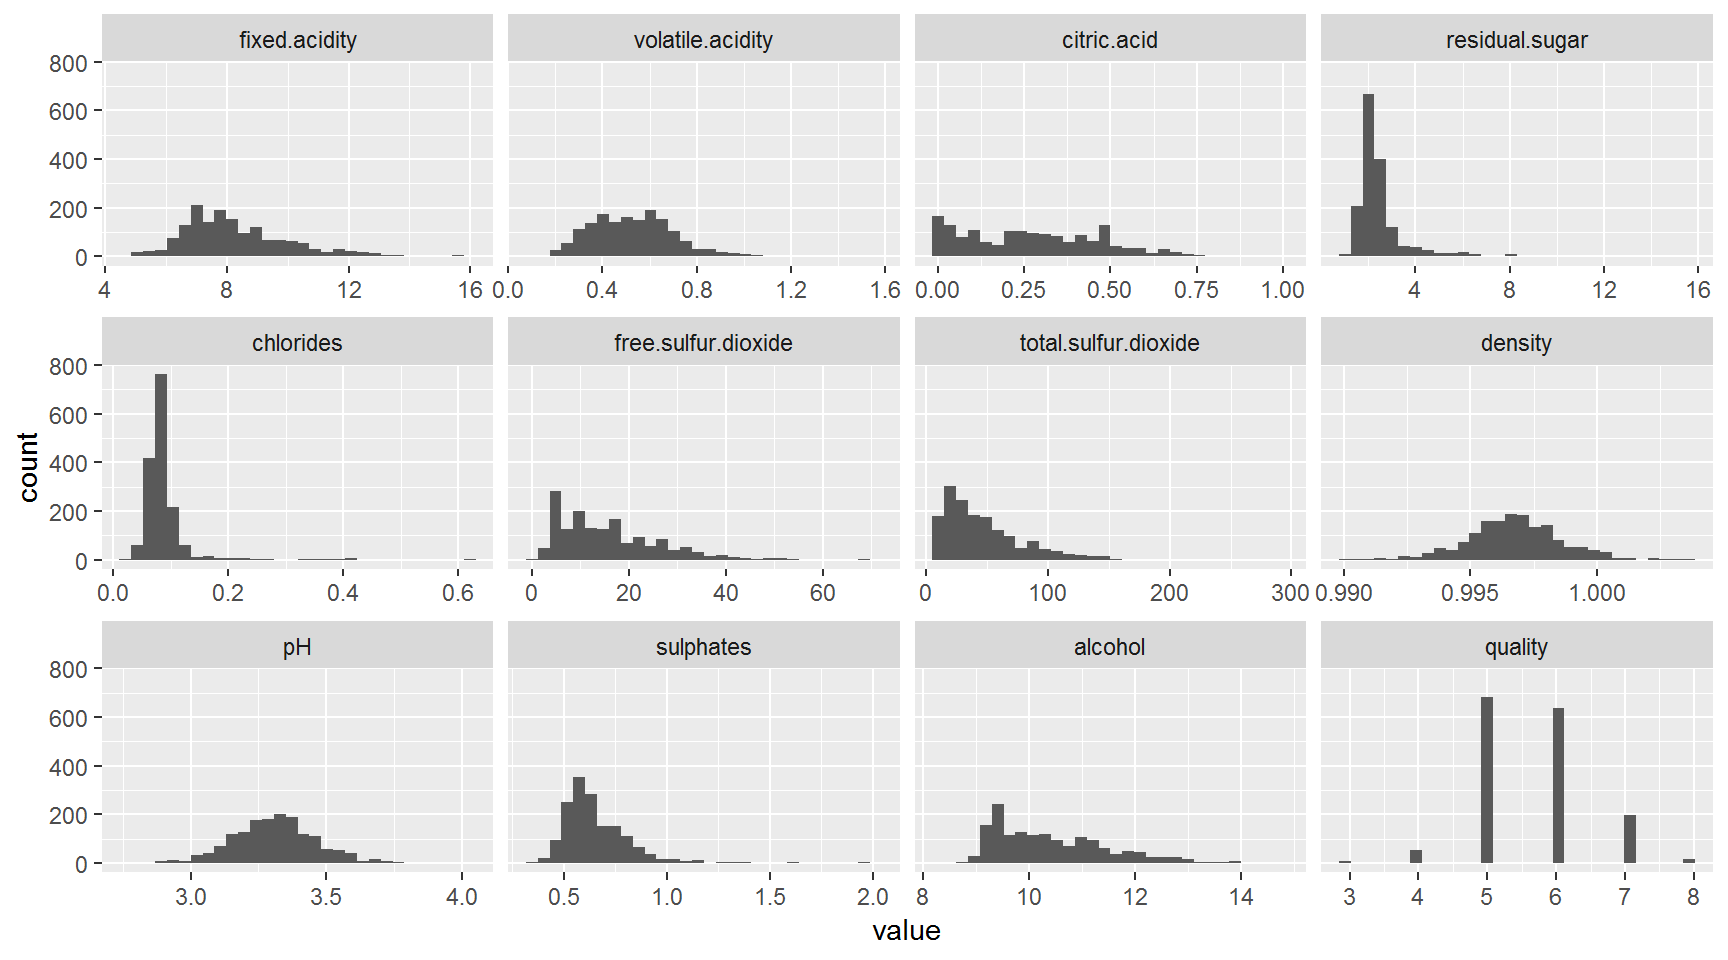 fixed.acidity volatile.acidity citric.acid residual.sugar
800
600
400
200
0
4 8 12 16 0.0 0.4 0.8 1.2 1.6 0.00 0.25 0.50 0.75 1.00 4 8 12 16
chlorides free.sulfur.dioxide total.sulfur.dioxide density
800
600
400
200
0
0.0 0.2 0.4 0.6 0 20 40 60 0 100 200 300 0.990 0.995 1.000
count
pH sulphates alcohol quality
800
600
400
200
0
3.0 3.5 4.0 0.5 1.0 1.5 2.0 8 10 12 14 3 4 5 6 7 8
value